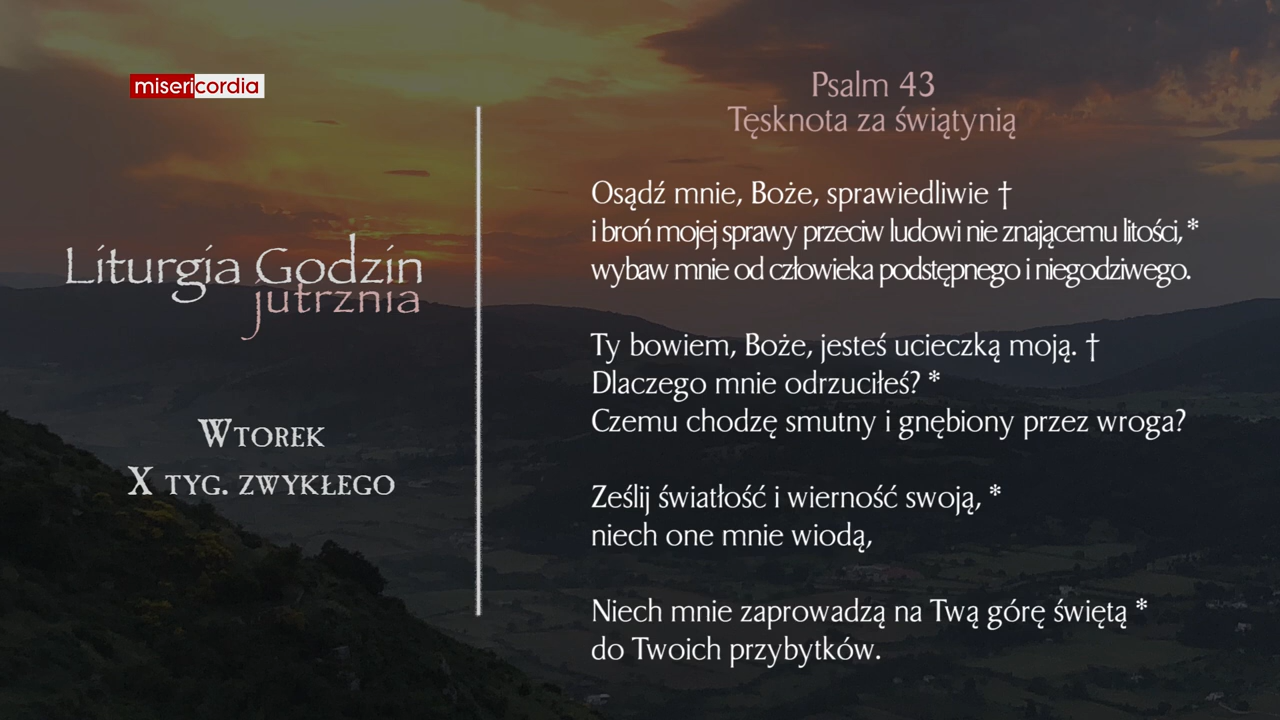 misericordia
Liturgia Godzin
jutrznia
Wtorek
X tyg. zwykłego
Psalm 43
Tęsknota za świątynią
Osądź mnie, Boże, sprawiedliwie †
i broń mojej sprawy przeciw ludowi nie znającemu litości, *
wybaw mnie od człowieka podstępnego i niegodziwego.
Ty bowiem, Boże, jesteś ucieczką moją. †
Dlaczego mnie odrzuciłeś? *
Czemu chodzę smutny i gnębiony przez wroga?
Ześlij światłość i wierność swoją, *
niech one mnie wiodą,
Niech mnie zaprowadzą na Twą górę świętą *
do Twoich przybytków.